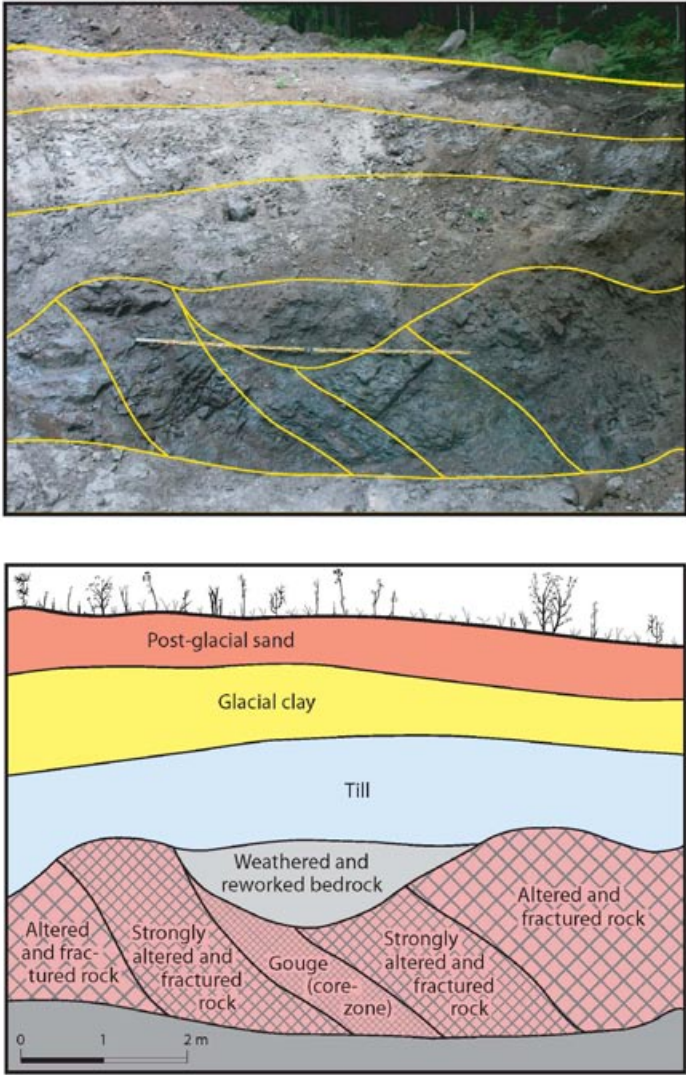 Post-glacial sand
Glacial clay
Till
Weathered and
reworked bedrock
Altered and
fractured rock
Altered
and frac-
tured rock
Strongly
altered and
fractured
rock
Gouge
(core-
zone)
Strongly
altered and
fractured
rock
0 1 2 m